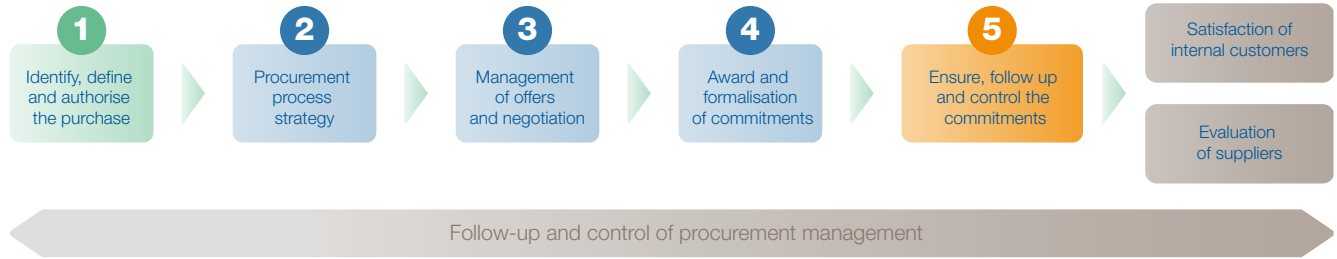 1
Identify, define
and authorise
the purchase
2
Procurement
process
strategy
3
Management
of offers
and negotiation
4
Award and
formalisation
of commitments
5
Ensure, follow up
and control the
commitments
Satisfaction of
internal customers
Evaluation
of suppliers
Follow-up and control of procurement management